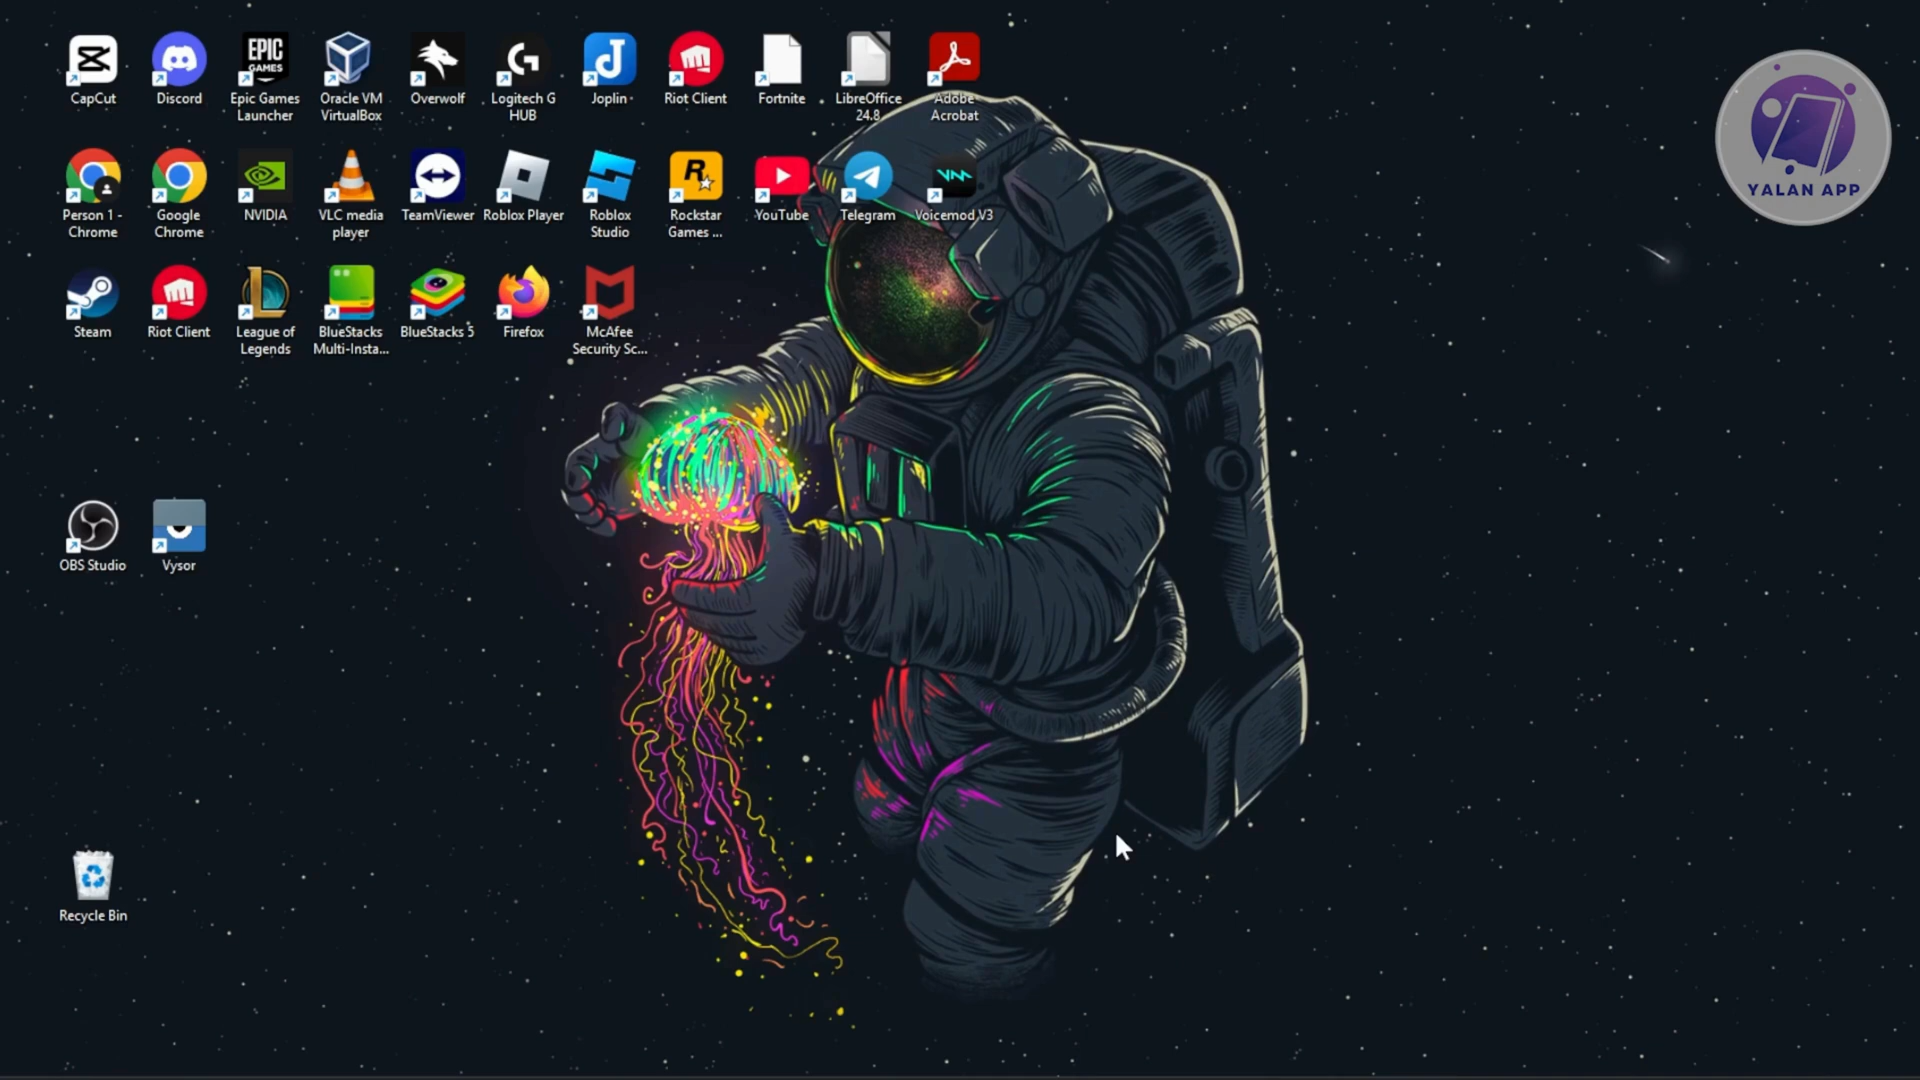 CapCut
Discord
EPIC
GAMES
Epic Games
Launcher
Oracle VM
VirtualBox
Overwolf
Logitech G
HUB
Joplin
Riot Client
Fortnite
LibreOffice
24.8
Adobe
Acrobat
YALAN APP
Person 1 -
Chrome
Google
Chrome
NVIDIA
VLC media
player
TeamViewer
Roblox Player
Roblox
Studio
R
Rockstar
Games ...
YouTube
Telegram
Voicemod V3
Steam
Riot Client
League of
Legends
BlueStacks
Multi-Insta...
BlueStacks 5
Firefox
McAfee
Security Sc...
OBS Studio
Vysor
Recycle Bin